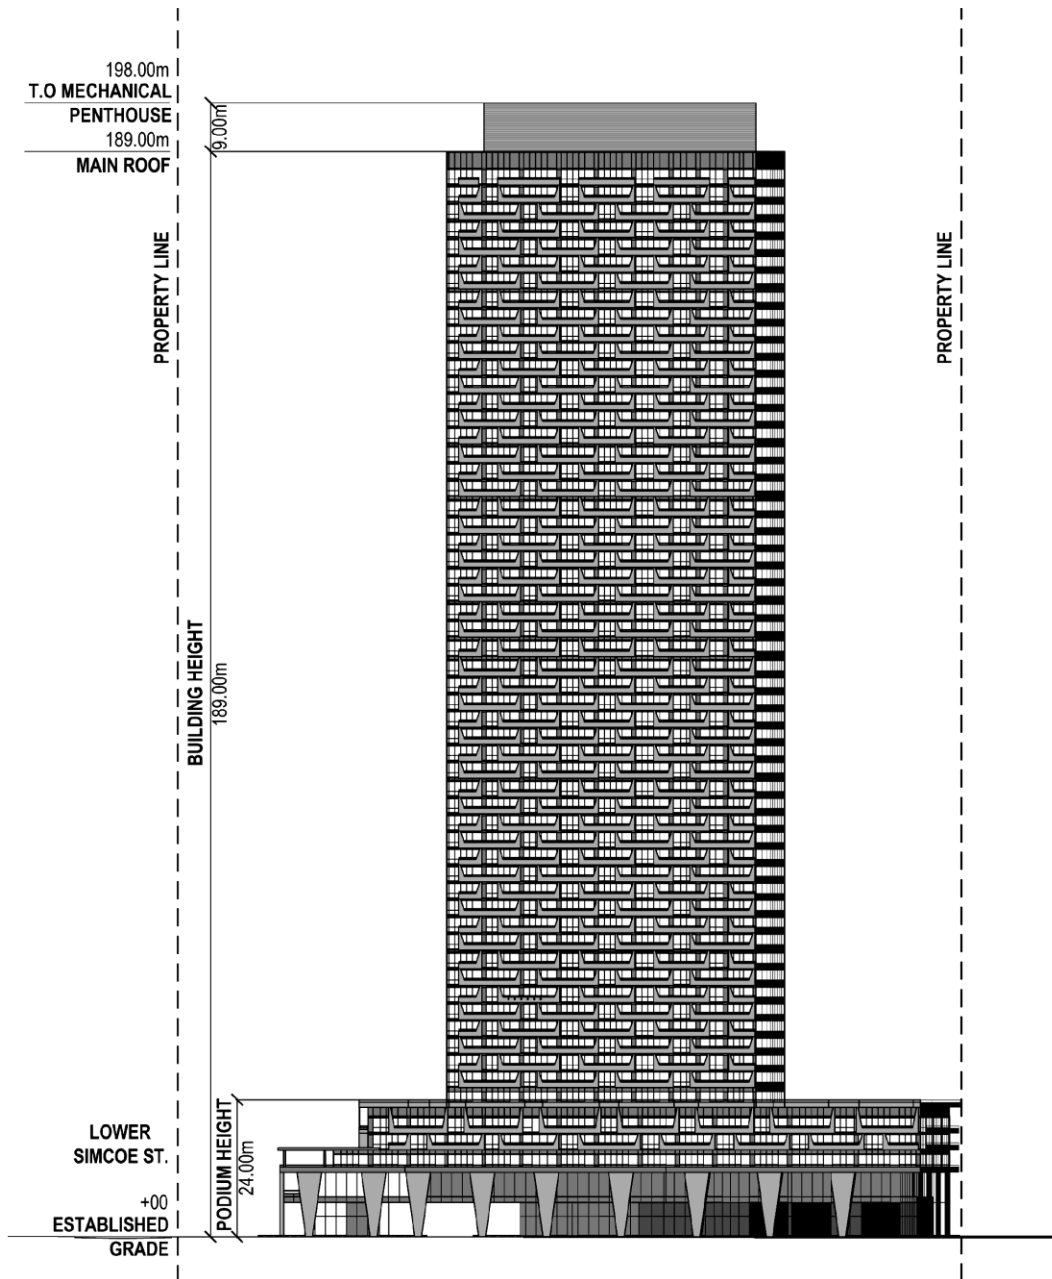 198.00m
T.O MECHANICAL
PENTHOUSE
189.00m
MAIN ROOF
9.00m
PROPERTY LINE
PROPERTY LINE
BUILDING HEIGHT
189.00m
PODIUM HEIGHT
24.00m
LOWER
SIMCOE ST.
+00
ESTABLISHED
GRADE